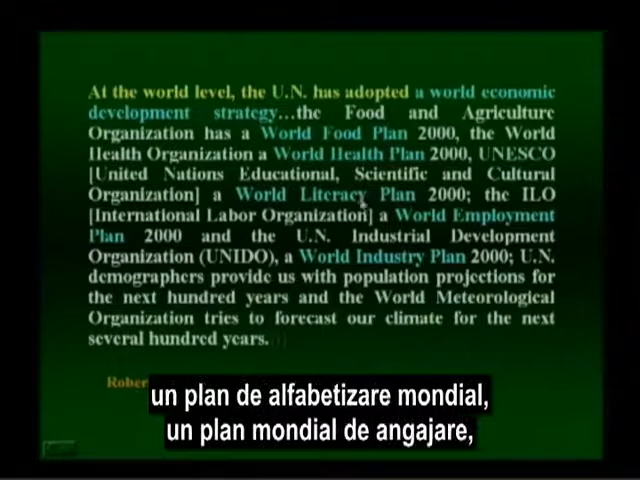 At the world level, the U.N. has adopted a world economic
development strategy...the Food and Agriculture
Organization has a World Food Plan 2000, the World
Health Organization a World Health Plan 2000, UNESCO
[United Nations Educational, Scientific and Cultural
Organization] a World Literacy Plan 2000; the ILO
[International Labor Organization] a World Employment
Plan 2000 and the U.N. Industrial Development
Organization (UNIDO), a World Industry Plan 2000; U.N.
demographers provide us with population projections for
the next hundred years and the World Meteorological
Organization tries to forecast our climate for the next
several hundred years.
Rober
un plan de alfabetizare mondial,
un plan mondial de angajare,